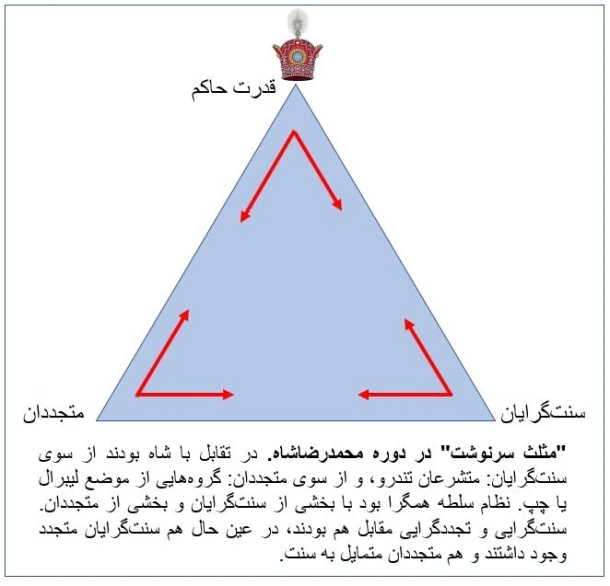 قدرت حاکم
سنت‌گرایان
متجددان
"مثلث سرنوشت" در دوره محمدرضاشاه. در تقابل با شاه بودند از سوی
سنت‌گرایان: متشرعان تندرو، و از سوی متجددان: گروه‌هایی از موضع لیبرال
یا چپ. نظام سلطه همگرا بود با بخشی از سنت‌گرایان و بخشی از متجددان.
سنت‌گرایی و تجددگرایی مقابل هم بودند، در عین حال هم سنت‌گرایان متجدد
وجود داشتند و هم متجددان متمایل به سنت.